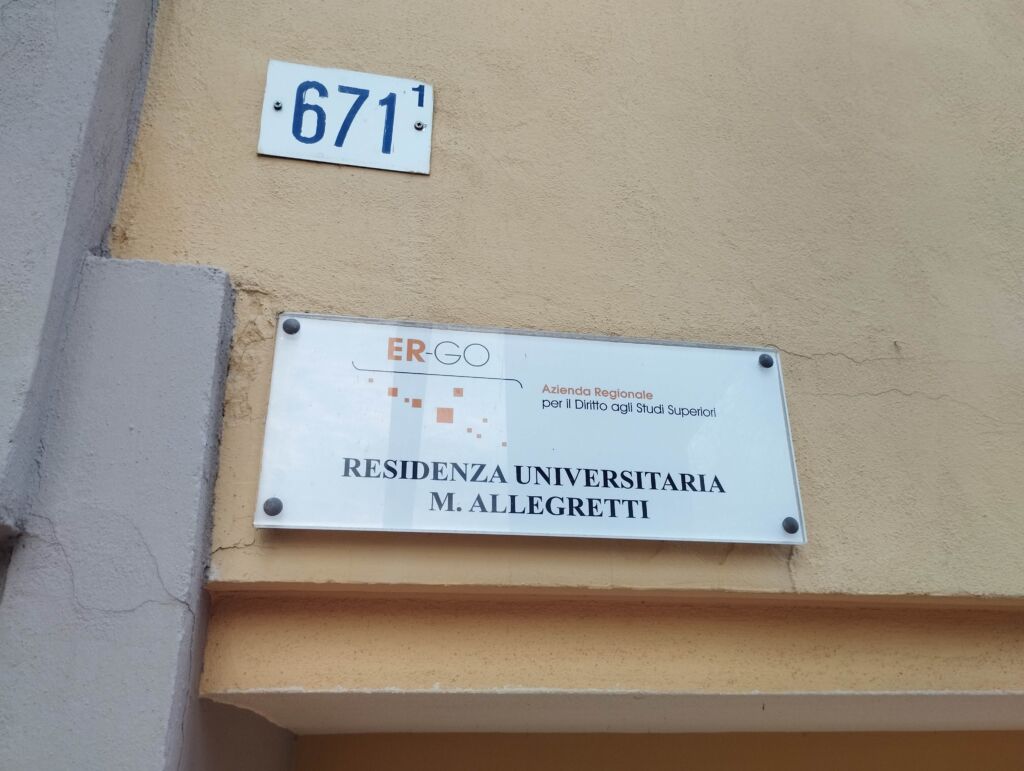 671 1
ER-GO
Azienda Regionale
per il Diritto agli Studi Superiori
RESIDENZA UNIVERSITARIA
M. ALLEGRETTI